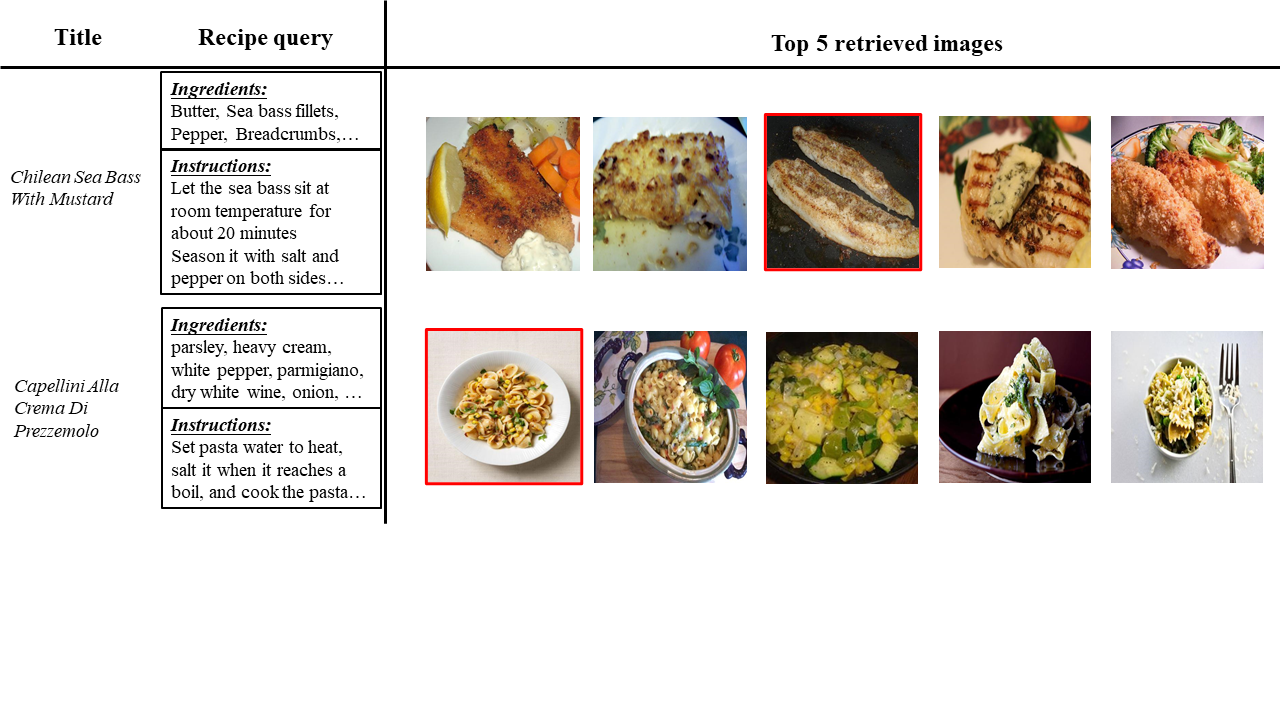 Title
Recipe query
Top 5 retrieved images
Chilean Sea Bass
With Mustard
Ingredients:
Butter, Sea bass fillets,
Pepper, Breadcrumbs,…
Instructions:
Let the sea bass sit at
room temperature for
about 20 minutes
Season it with salt and
pepper on both sides…
Capellini Alla
Crema Di
Prezzemolo
Ingredients:
parsley, heavy cream,
white pepper, parmigiano,
dry white wine, onion, …
Instructions:
Set pasta water to heat,
salt it when it reaches a
boil, and cook the pasta…